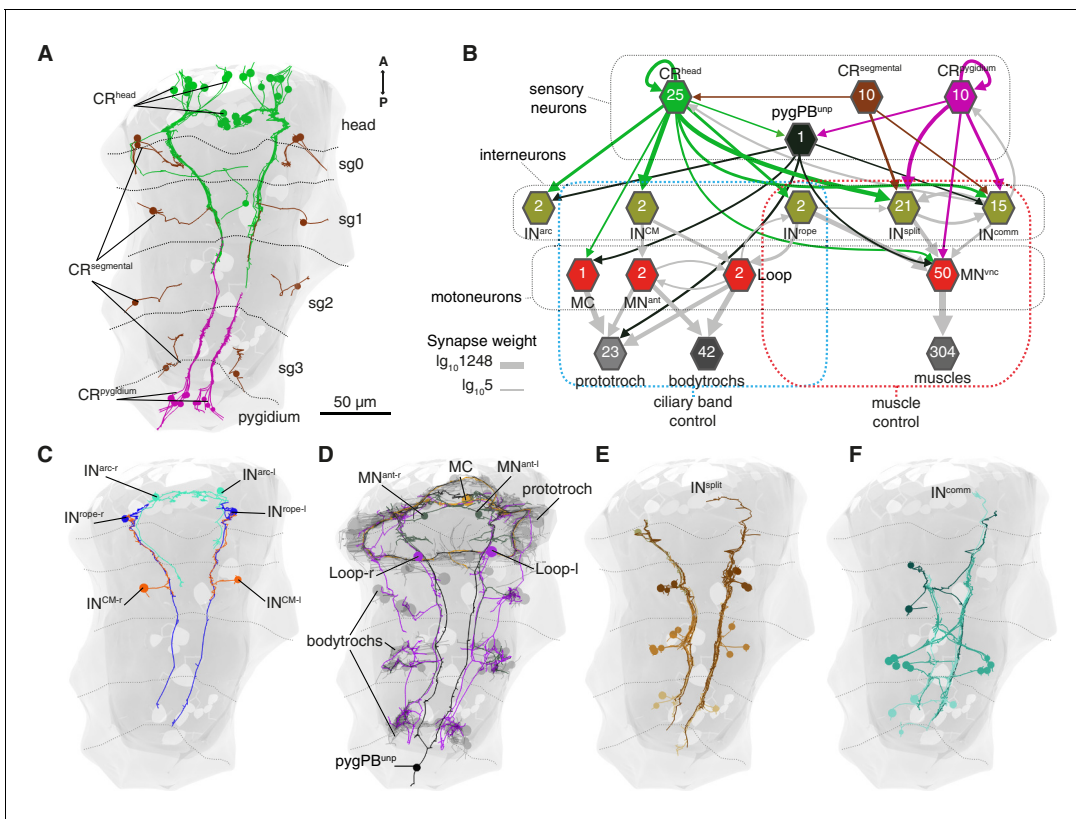 A
A
P
CR^head
head
sg0
sg1
CR^segmental
sg2
sg3
CR^pygidium
pygidium
50 µm
B
CR^head
CR^segmental
CR^pygidium
25
10
10
sensory
neurons
pygPB^unp
1
interneurons
2
2
2
21
15
IN^arc
IN^CM
IN^rope
IN^split
IN^comm
1
2
2
Loop
50
MN^vnc
motoneurons
MC
MN^ant
Synapse weight
lg₁₀1248
lg₁₀5
23
42
304
prototroch
bodytrochs
muscles
ciliary band
control
muscle
control
C
IN^arc-r
IN^arc-l
IN^rope-r
IN^rope-l
IN^CM-r
IN^CM-l
D
MN^ant-r
MC
MN^ant-l
prototroch
Loop-r
Loop-l
bodytrochs
pygPB^unp
E
IN^split
F
IN^comm